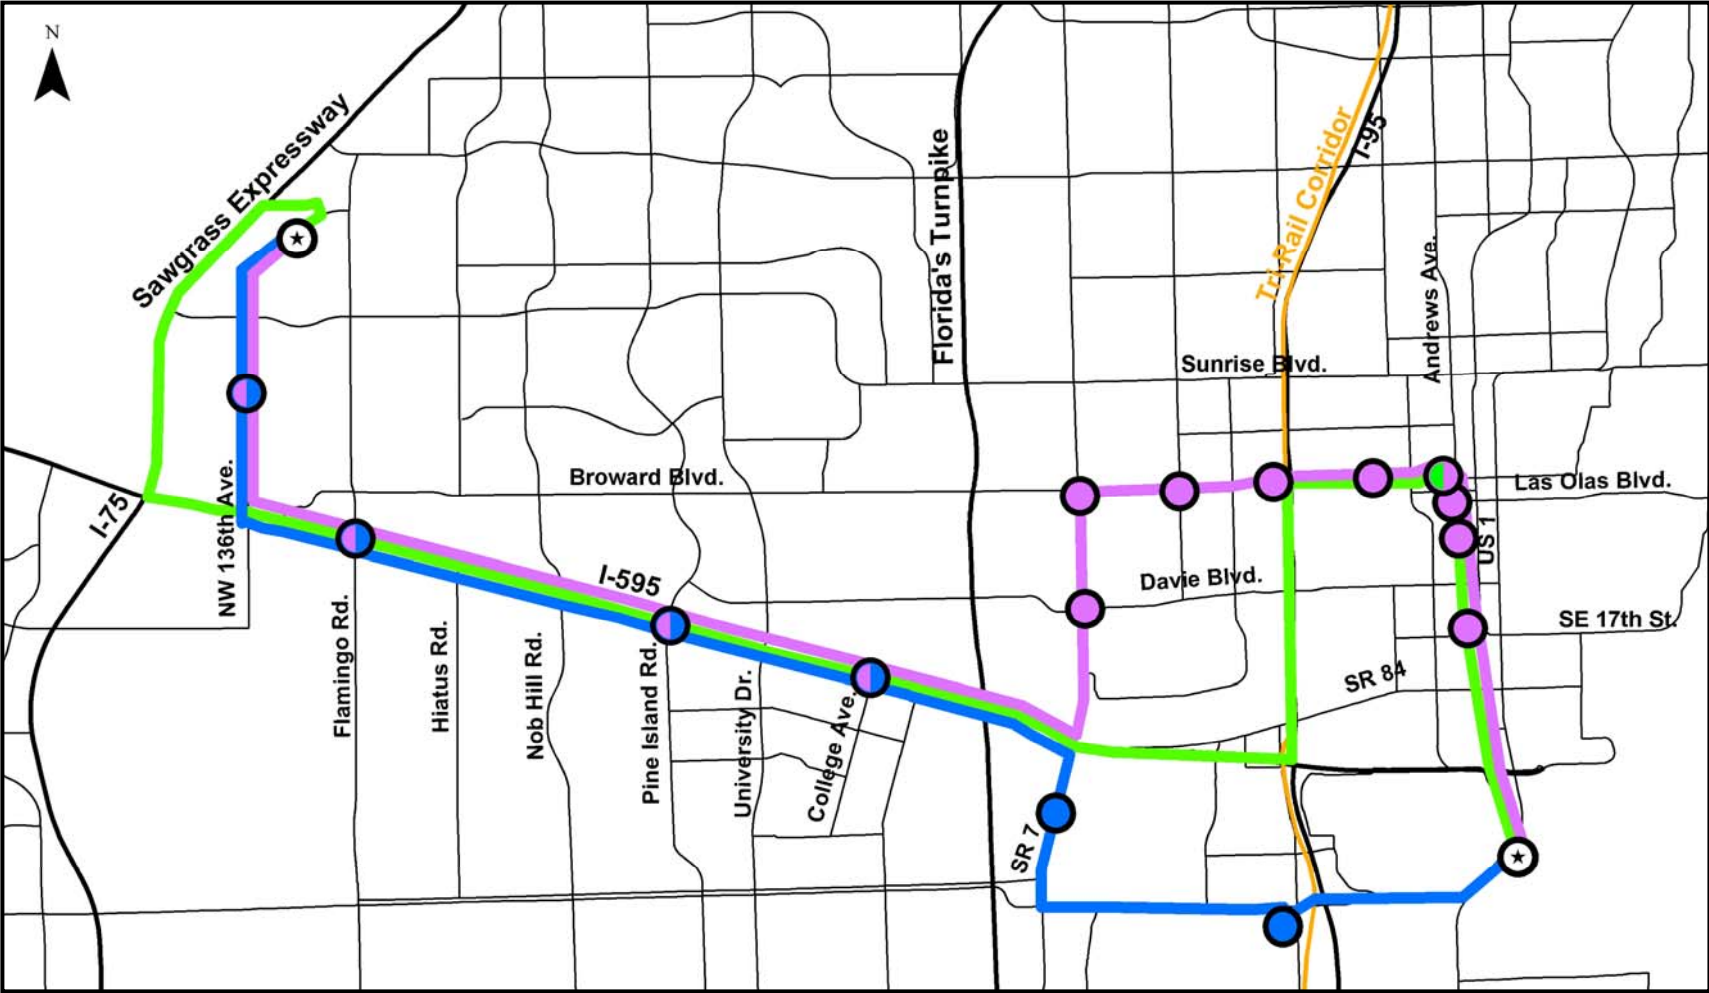 N
Sawgrass Expressway
I-95
Tri-Rail Corridor
Florida's Turnpike
Andrews Ave.
Sunrise Blvd.
Broward Blvd.
Las Olas Blvd.
I-75
NW 136th Ave.
US 1
I-595
Davie Blvd.
SE 17th St.
Flamingo Rd.
Hiatus Rd.
Nob Hill Rd.
Pine Island Rd.
University Dr.
College Ave.
SR 84
SR 7